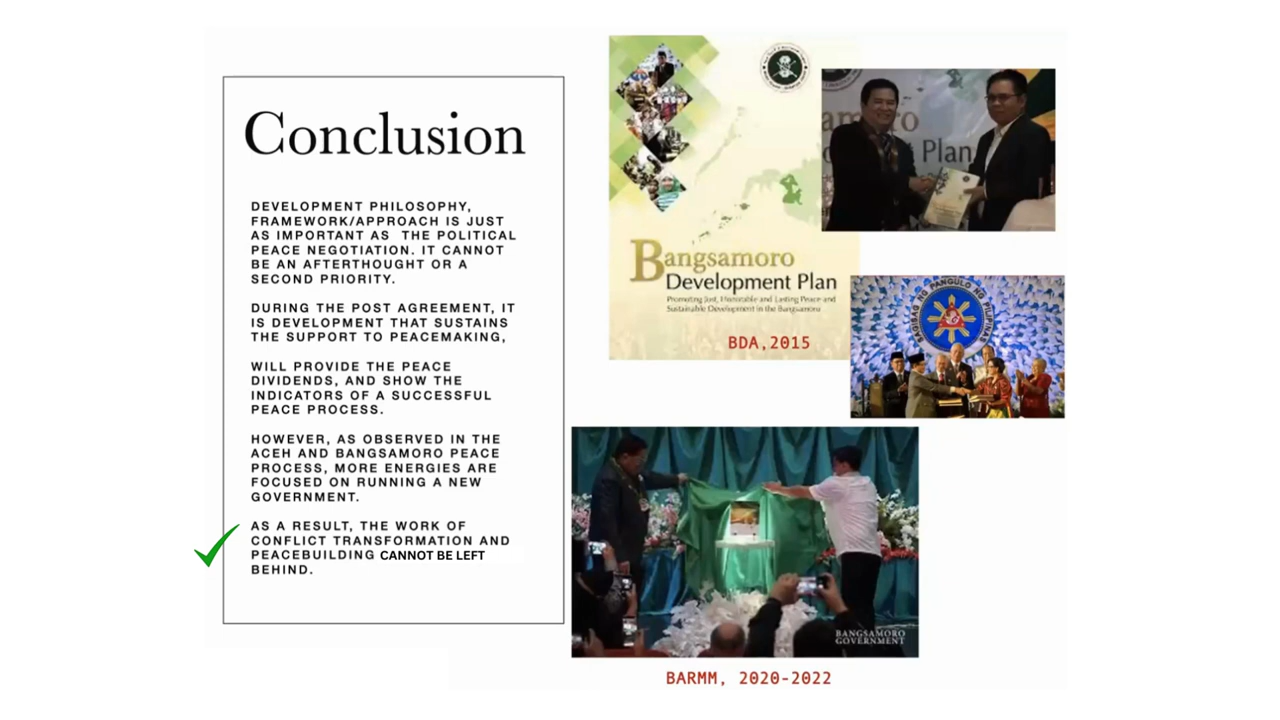 Conclusion
DEVELOPMENT PHILOSOPHY,
FRAMEWORK/APPROACH IS JUST
AS IMPORTANT AS THE POLITICAL
PEACE NEGOTIATION. IT CANNOT
BE AN AFTERTHOUGHT OR A
SECOND PRIORITY.
DURING THE POST AGREEMENT, IT
IS DEVELOPMENT THAT SUSTAINS
THE SUPPORT TO PEACEMAKING,
WILL PROVIDE THE PEACE
DIVIDENDS, AND SHOW THE
INDICATORS OF A SUCCESSFUL
PEACE PROCESS.
HOWEVER, AS OBSERVED IN THE
ACEH AND BANGSAMORO PEACE
PROCESS, MORE ENERGIES ARE
FOCUSED ON RUNNING A NEW
GOVERNMENT.
AS A RESULT, THE WORK OF
CONFLICT TRANSFORMATION AND
PEACEBUILDING CANNOT BE LEFT
BEHIND.
Bangsamoro
Development Plan
Promoting Just, Honorable and Lasting Peace and
Sustainable Development in the Bangsamoro
BDA,2015
amoro
Plan
PANGULO NG PILIPINAS
BANGSAMORO
GOVERNMENT
BARMM, 2020-2022